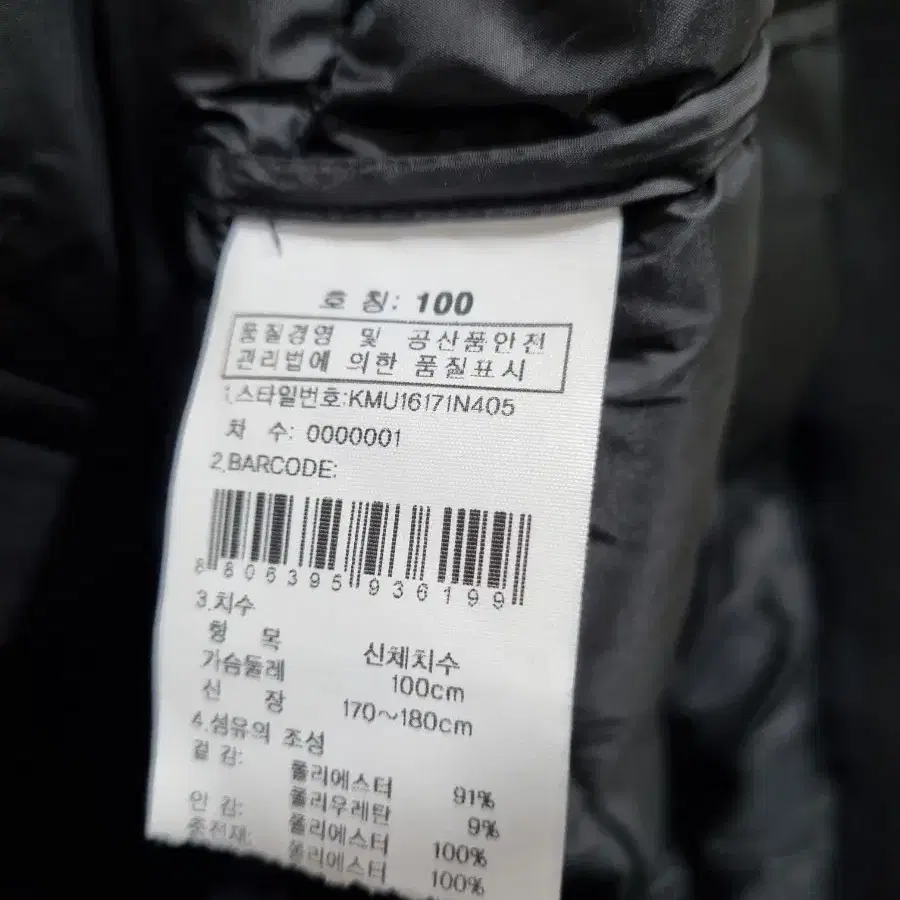 호 칭: 100
품질경영 및 공산품안전
관리법에 의한 품질표시
1.스타일번호:KMU16171N405
차 수: 0000001
2.BARCODE:
8806395936199
3.치수
항 목 신체치수
가슴둘레 100cm
신 장 170~180cm
4.섬유의 조성
겉 감: 폴리에스터 91%
폴리우레탄 9%
안 감: 폴리에스터 100%
충전재: 폴리에스터 100%